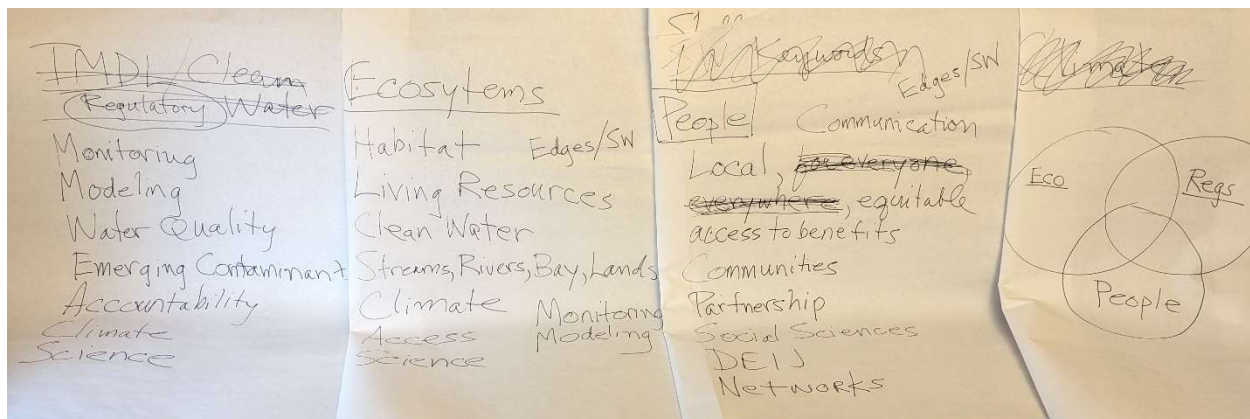 TMDL/Clean
Regulatory Water
Monitoring
Modeling
Water Quality
Emerging Contaminant
Accountability
Climate
Science
Ecosytems
Habitat Edges/SW
Living Resources
Clean Water
Streams, Rivers, Bay, Lands
Climate Monitoring
Access Modeling
Science
Keywords
Edges/SW
People Communication
Local, for everyone,
everywhere, equitable
access to benefits
Communities
Partnership
Social Sciences
DEIJ
Networks
Climate
Eco
Regs
People